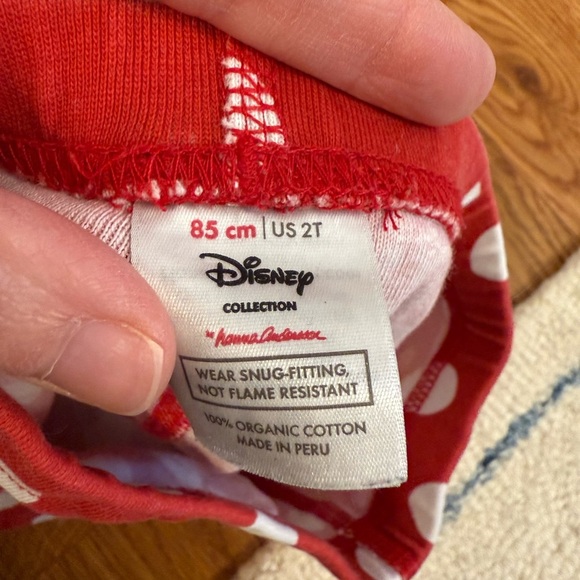 85 cm | US 2T
Disney
COLLECTION
by hanna andersson
WEAR SNUG-FITTING,
NOT FLAME RESISTANT
100% ORGANIC COTTON
MADE IN PERU